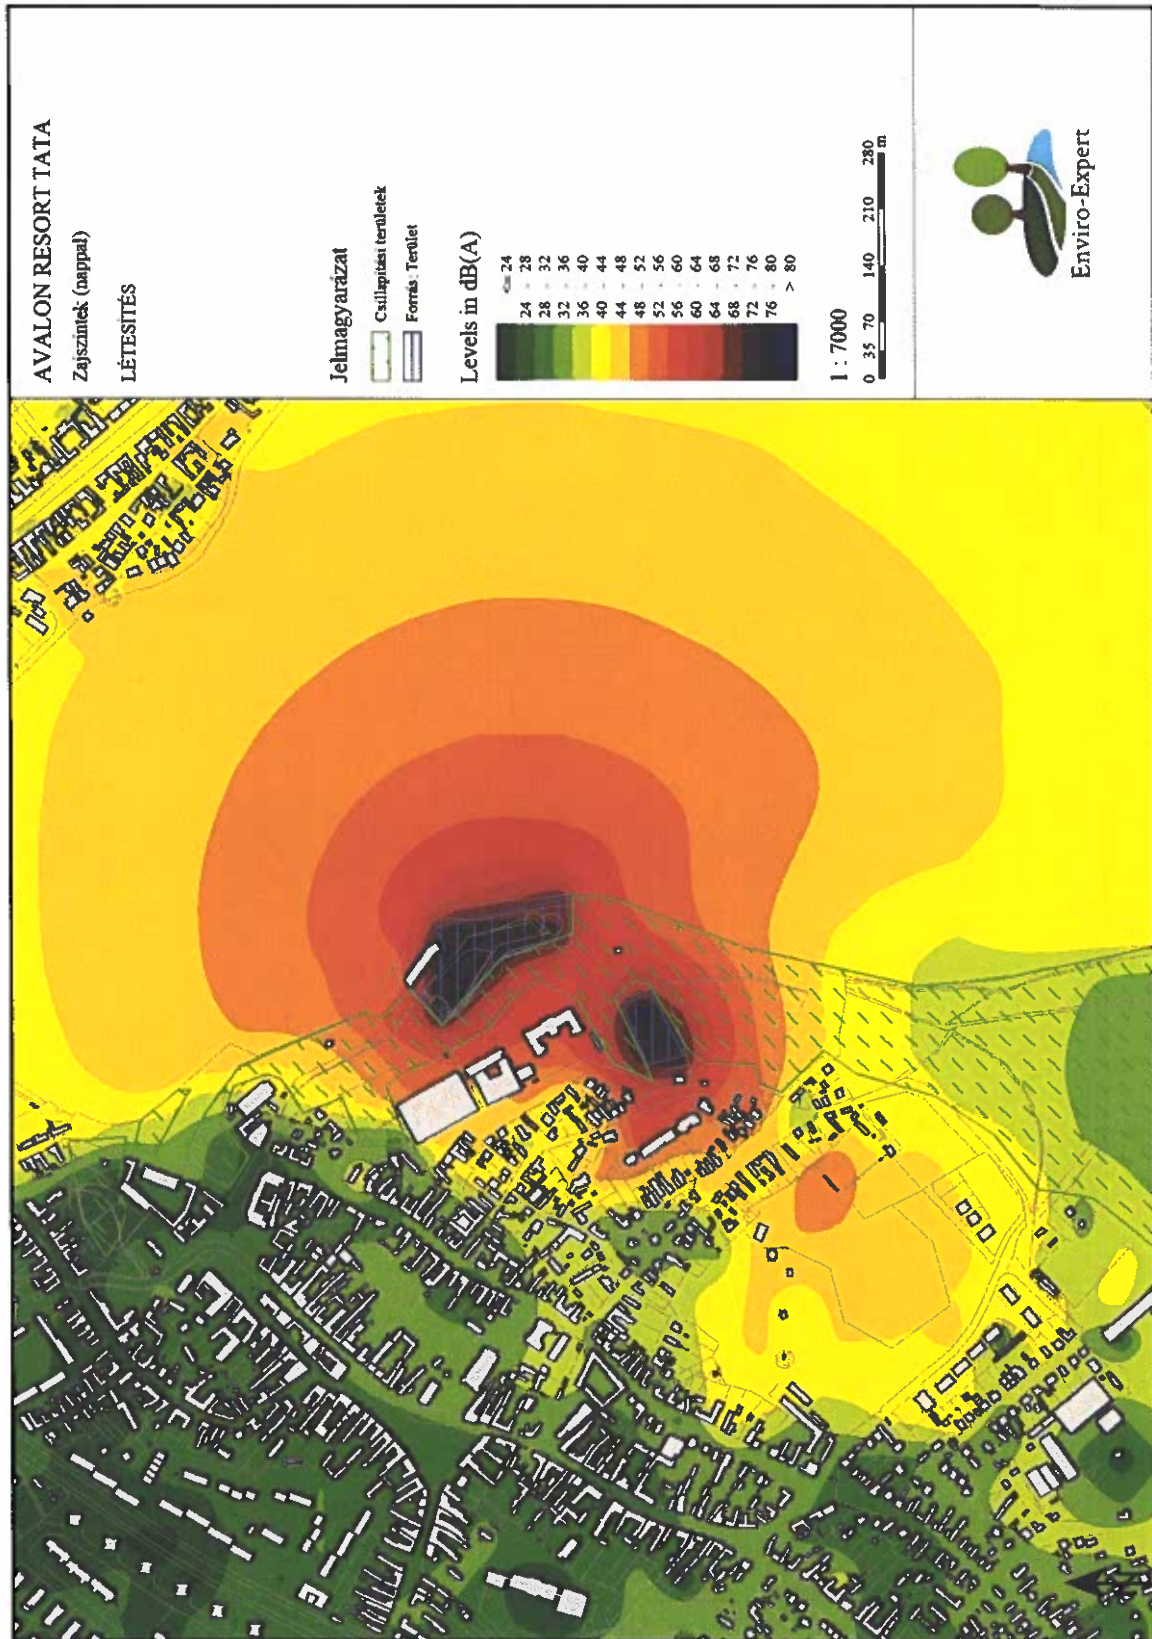 AVALON RESORT TATA
Zajszintek (nappal)
LÉTESÍTÉS
Jelmagyarázat
Csillapítási területek
Forrás: Terület
Levels in dB(A)
<= 24
24 - 28
28 - 32
32 - 36
36 - 40
40 - 44
44 - 48
48 - 52
52 - 56
56 - 60
60 - 64
64 - 68
68 - 72
72 - 76
76 - 80
> 80
1 : 7000
0 35 70 140 210 280
m
Enviro-Expert